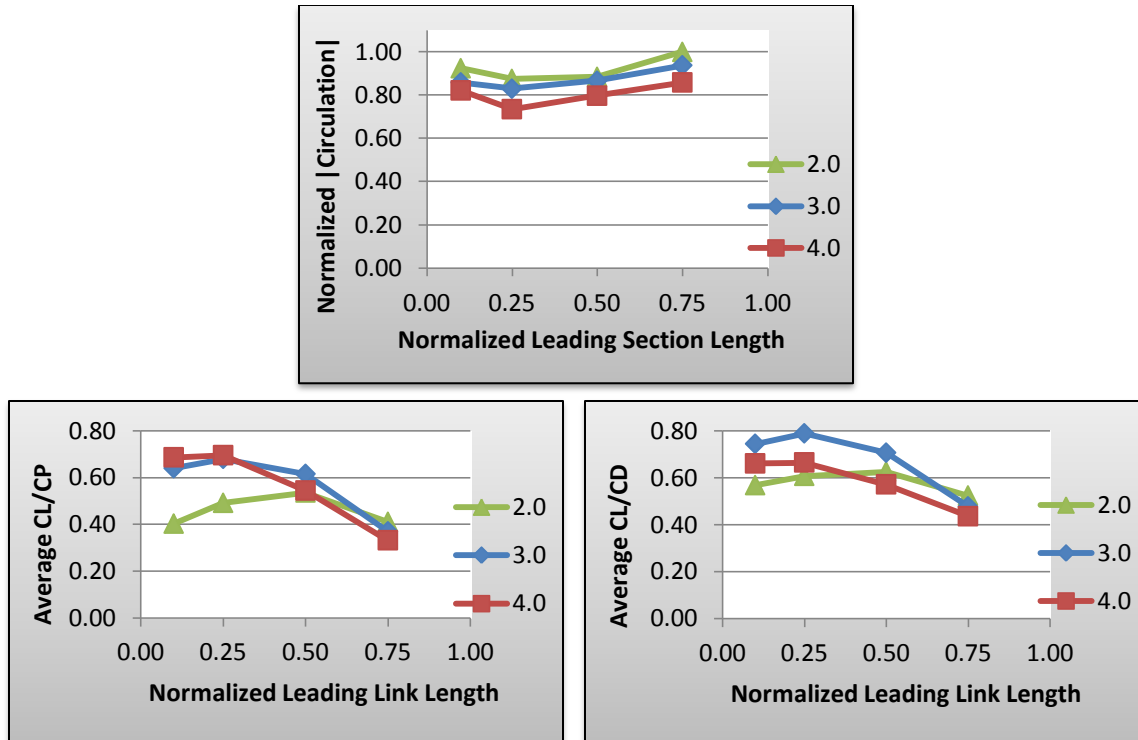 Normalized |Circulation|
1.00
0.80
0.60
0.40
0.20
0.00
0.00 0.25 0.50 0.75 1.00
Normalized Leading Section Length
2.0
3.0
4.0
Average CL/CP
0.80
0.60
0.40
0.20
0.00
0.00 0.25 0.50 0.75 1.00
Normalized Leading Link Length
2.0
3.0
4.0
Average CL/CD
0.80
0.60
0.40
0.20
0.00
0.00 0.25 0.50 0.75 1.00
Normalized Leading Link Length
2.0
3.0
4.0